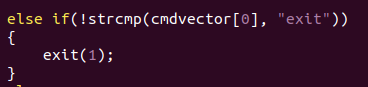 else if(!strcmp(cmdvector[0], "exit"))
{
    exit(1);
}